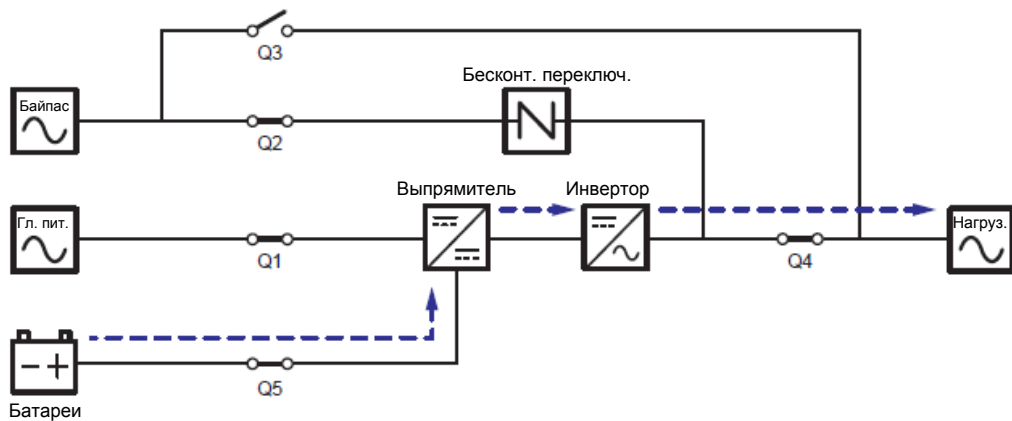 Q3
Бесконт. переключ.
Байпас
Q2
Выпрямитель
Инвертор
Гл. пит.
Нагруз.
Q1
Q4
Q5
Батареи